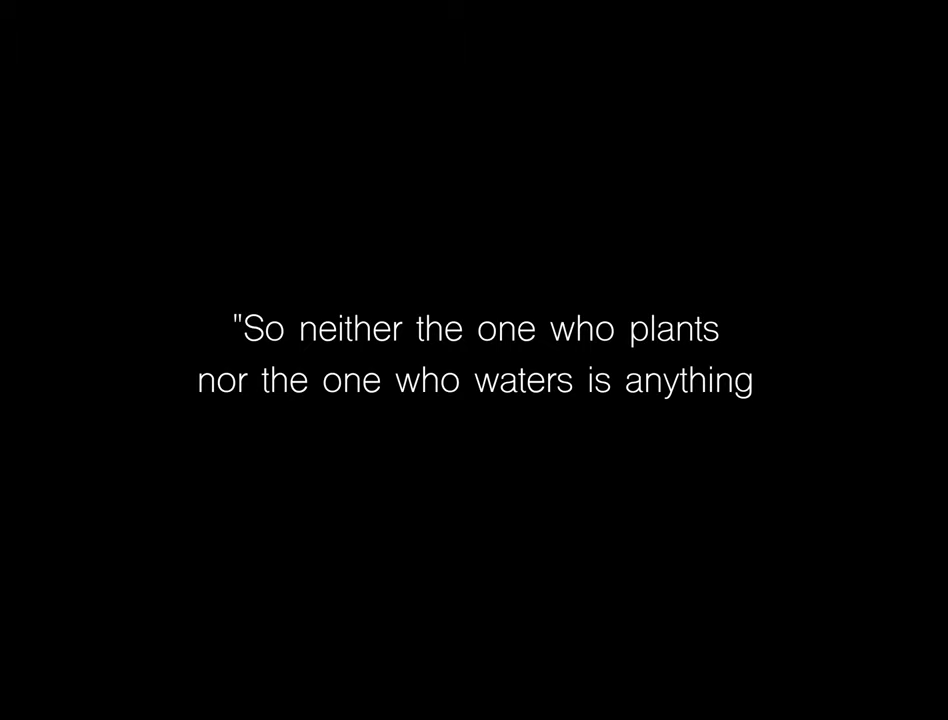 "So neither the one who plants
nor the one who waters is anything